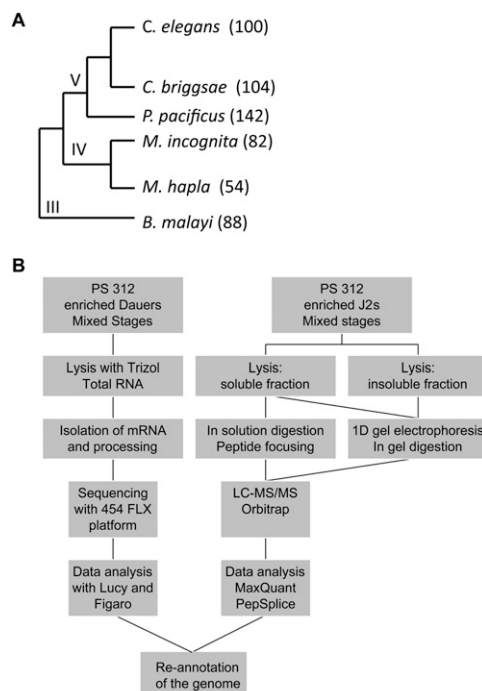 A
C. elegans (100)
V
C. briggsae (104)
P. pacificus (142)
M. incognita (82)
IV
M. hapla (54)
III
B. malayi (88)
B
PS 312
enriched Dauers
Mixed Stages
PS 312
enriched J2s
Mixed stages
Lysis with Trizol
Total RNA
Lysis:
soluble fraction
Lysis:
insoluble fraction
Isolation of mRNA
and processing
In solution digestion
Peptide focusing
1D gel electrophoresis
In gel digestion
Sequencing
with 454 FLX
platform
LC-MS/MS
Orbitrap
Data analysis
with Lucy and
Figaro
Data analysis
MaxQuant
PepSplice
Re-annotation
of the genome